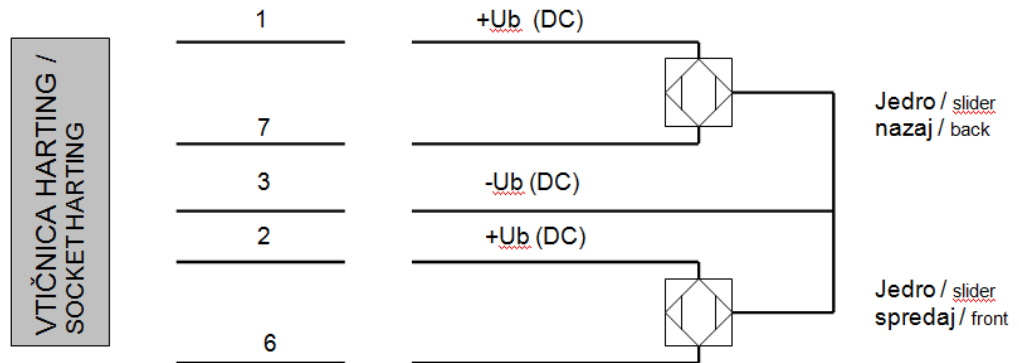 VTIČNICA HARTING /
SOCKET HARTING
1
+Ub (DC)
7
3
-Ub (DC)
2
+Ub (DC)
6
Jedro / slider
nazaj / back
Jedro / slider
spredaj / front